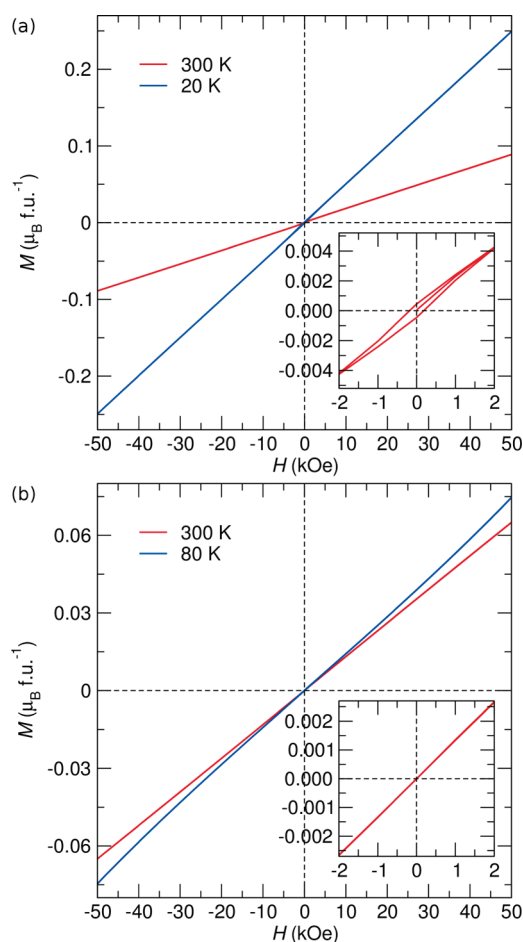 (a)
300 K
20 K
0.2
0.1
0
-0.1
-0.2
M (μB f.u.-1)
0.004
0.002
0.000
-0.002
-0.004
-2 -1 0 1 2
-50 -40 -30 -20 -10 0 10 20 30 40 50
H (kOe)
(b)
300 K
80 K
0.06
0.03
0
-0.03
-0.06
M (μB f.u.-1)
0.002
0.001
0.000
-0.001
-0.002
-2 -1 0 1 2
-50 -40 -30 -20 -10 0 10 20 30 40 50
H (kOe)